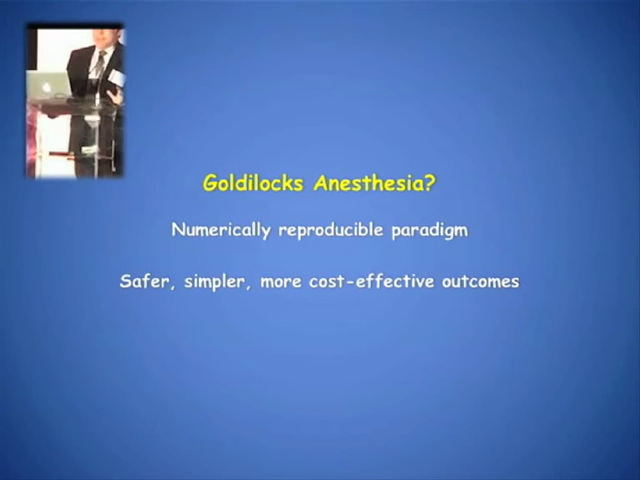 Goldilocks Anesthesia?
Numerically reproducible paradigm
Safer, simpler, more cost-effective outcomes